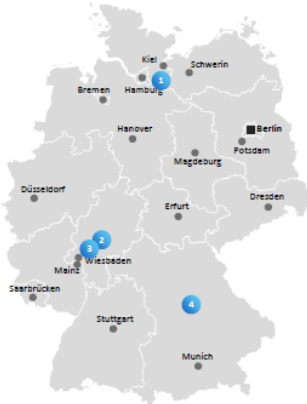 Kiel
Schwerin
1
Hamburg
Bremen
Hanover
Berlin
Potsdam
Magdeburg
Düsseldorf
Dresden
Erfurt
2
3
Wiesbaden
Mainz
Saarbrücken
4
Stuttgart
Munich